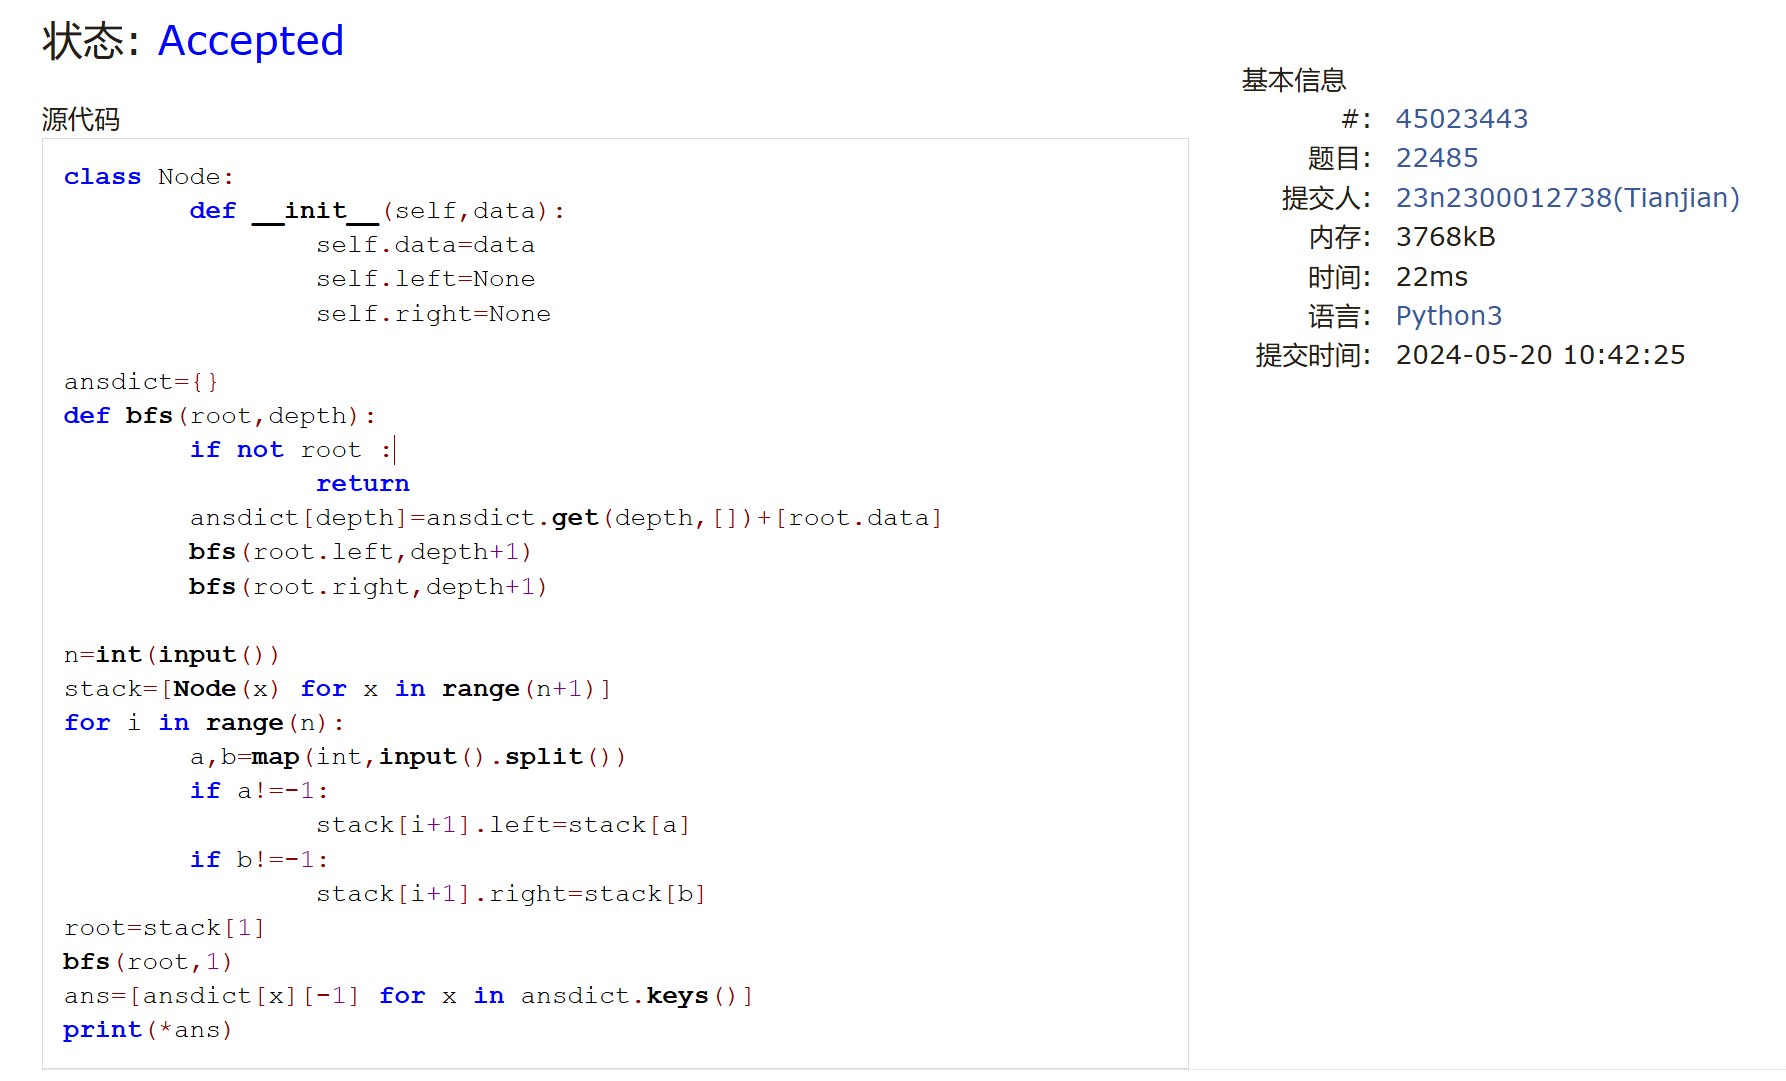 状态: Accepted
源代码
class Node:
        def __init__(self,data):
                self.data=data
                self.left=None
                self.right=None

ansdict={}
def bfs(root,depth):
        if not root :
                return
        ansdict[depth]=ansdict.get(depth,[])+[root.data]
        bfs(root.left,depth+1)
        bfs(root.right,depth+1)

n=int(input())
stack=[Node(x) for x in range(n+1)]
for i in range(n):
        a,b=map(int,input().split())
        if a!=-1:
                stack[i+1].left=stack[a]
        if b!=-1:
                stack[i+1].right=stack[b]
root=stack[1]
bfs(root,1)
ans=[ansdict[x][-1] for x in ansdict.keys()]
print(*ans)
基本信息
#: 45023443
题目: 22485
提交人: 23n2300012738(Tianjian)
内存: 3768kB
时间: 22ms
语言: Python3
提交时间: 2024-05-20 10:42:25